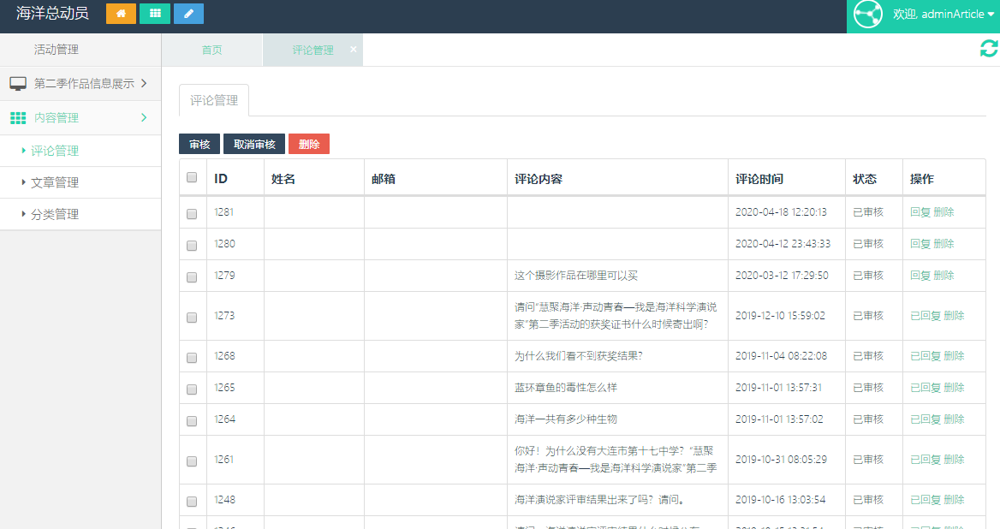 海洋总动员
欢迎, adminArticle
活动管理
首页
评论管理
第二季作品信息展示
内容管理
评论管理
文章管理
分类管理
评论管理
审核 取消审核 删除
ID 姓名 邮箱 评论内容 评论时间 状态 操作
1281 2020-04-18 12:20:13 已审核 回复 删除
1280 2020-04-12 23:43:33 已审核 回复 删除
1279 这个摄影作品在哪里可以买 2020-03-12 17:29:50 已审核 回复 删除
1273 请问"慧聚海洋·声动青春—我是海洋科学演说
家"第二季活动的获奖证书什么时候寄出啊? 2019-12-10 15:59:02 已审核 已回复 删除
1268 为什么我们看不到获奖结果? 2019-11-04 08:22:08 已审核 已回复 删除
1265 蓝环章鱼的毒性怎么样 2019-11-01 13:57:31 已审核 已回复 删除
1264 海洋一共有多少种生物 2019-11-01 13:57:02 已审核 已回复 删除
1261 你好！为什么没有大连市第十七中学？"慧聚
海洋·声动青春—我是海洋科学演说家"第二季 2019-10-31 08:05:29 已审核 已回复 删除
1248 海洋演说家评审结果出来了吗？请问。 2019-10-16 13:03:54 已审核 已回复 删除